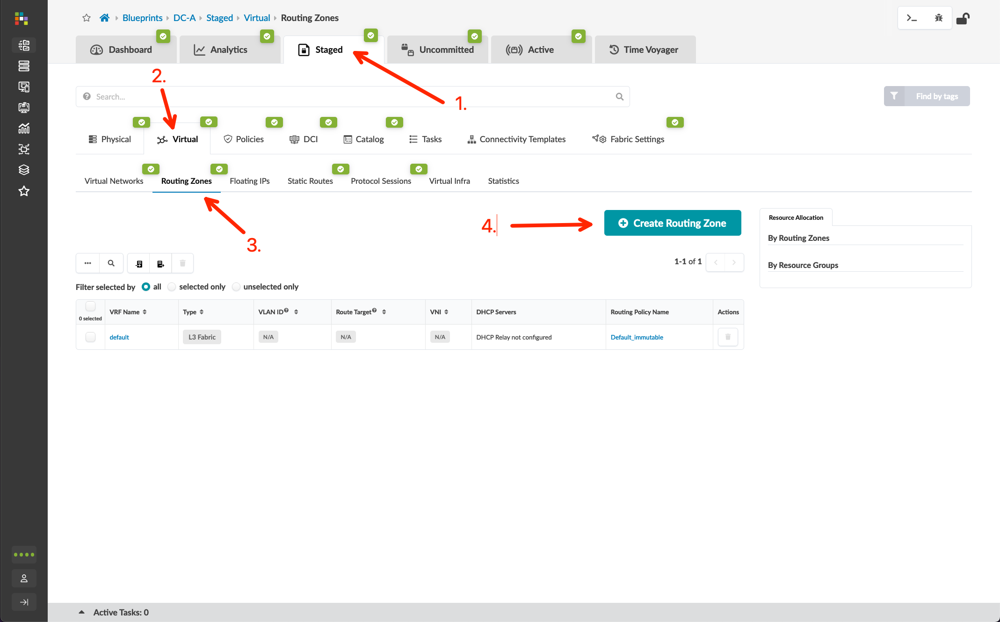 Blueprints DC-A Staged Virtual Routing Zones
Dashboard Analytics Staged Uncommitted Active Time Voyager
2.
Search...
1.
Find by tags
Physical Virtual Policies DCI Catalog Tasks Connectivity Templates Fabric Settings
Virtual Networks Routing Zones Floating IPs Static Routes Protocol Sessions Virtual Infra Statistics
4.
Create Routing Zone
Resource Allocation
By Routing Zones
By Resource Groups
3.
1-1 of 1
Filter selected by all selected only unselected only
0 selected
VRF Name Type VLAN ID Route Target VNI DHCP Servers Routing Policy Name Actions
default L3 Fabric N/A N/A N/A DHCP Relay not configured Default_immutable
Active Tasks: 0